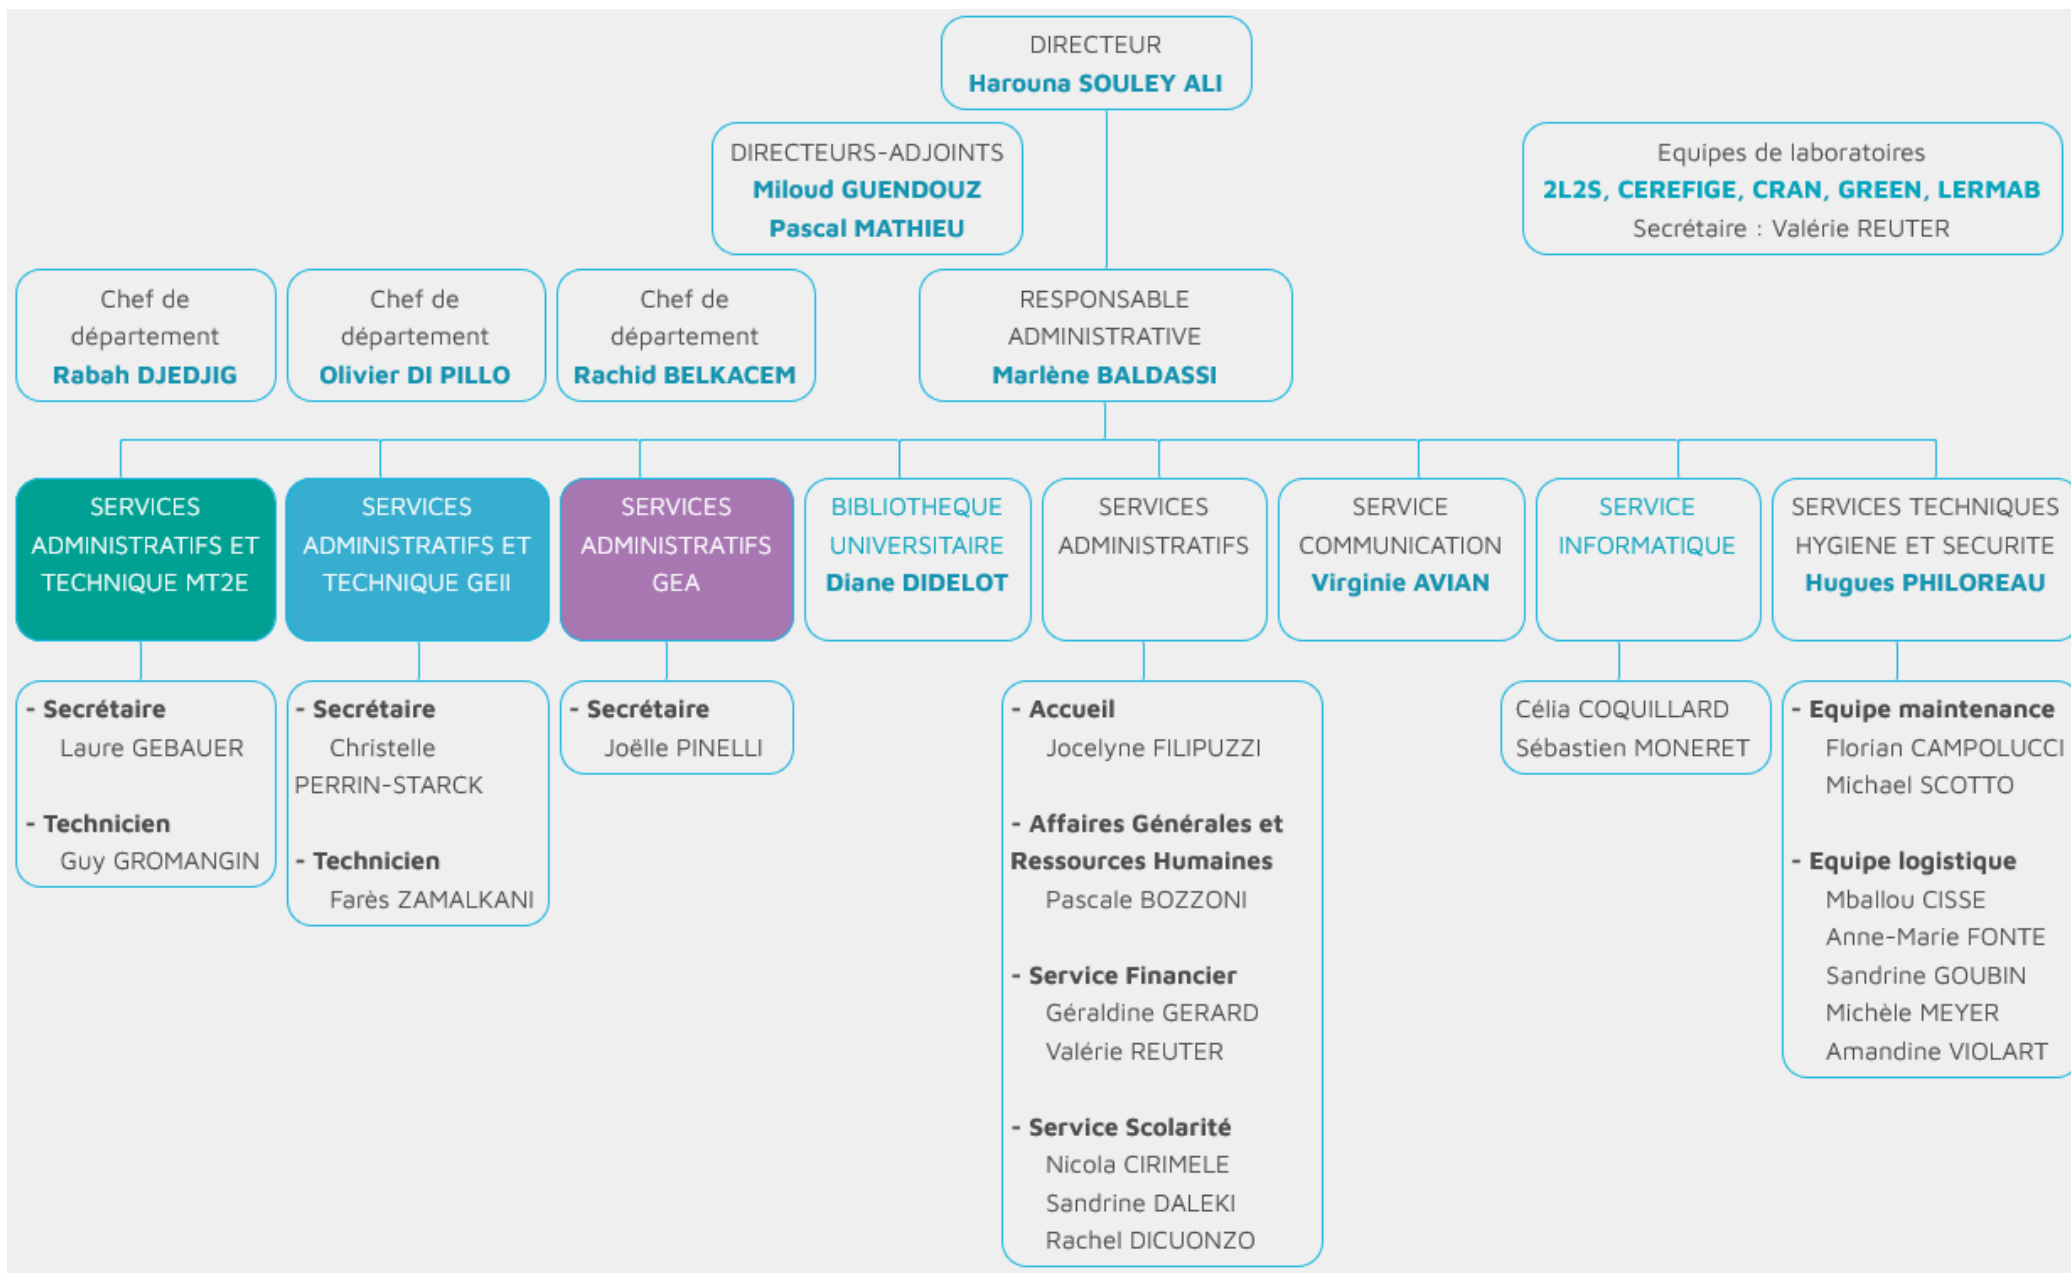 DIRECTEUR
Harouna SOULEY ALI
DIRECTEURS-ADJOINTS
Miloud GUENDOUZ
Pascal MATHIEU
Equipes de laboratoires
2L2S, CEREFIGE, CRAN, GREEN, LERMAB
Secrétaire : Valérie REUTER
Chef de
département
Rabah DJEDJIG
Chef de
département
Olivier DI PILLO
Chef de
département
Rachid BELKACEM
RESPONSABLE
ADMINISTRATIVE
Marlène BALDASSI
SERVICES
ADMINISTRATIFS ET
TECHNIQUE MT2E
SERVICES
ADMINISTRATIFS ET
TECHNIQUE GEII
SERVICES
ADMINISTRATIFS
GEA
BIBLIOTHEQUE
UNIVERSITAIRE
Diane DIDELOT
SERVICES
ADMINISTRATIFS
SERVICE
COMMUNICATION
Virginie AVIAN
SERVICE
INFORMATIQUE
SERVICES TECHNIQUES
HYGIENE ET SECURITE
Hugues PHILOREAU
- Secrétaire
Laure GEBAUER
- Technicien
Guy GROMANGIN
- Secrétaire
Christelle
PERRIN-STARCK
- Technicien
Farès ZAMALKANI
- Secrétaire
Joëlle PINELLI
- Accueil
Jocelyne FILIPUZZI
- Affaires Générales et
Ressources Humaines
Pascale BOZZONI
- Service Financier
Géraldine GERARD
Valérie REUTER
- Service Scolarité
Nicola CIRIMELE
Sandrine DALEKI
Rachel DICUONZO
Célia COQUILLARD
Sébastien MONERET
- Equipe maintenance
Florian CAMPOLUCCI
Michael SCOTTO
- Equipe logistique
Mballou CISSE
Anne-Marie FONTE
Sandrine GOUBIN
Michèle MEYER
Amandine VIOLART